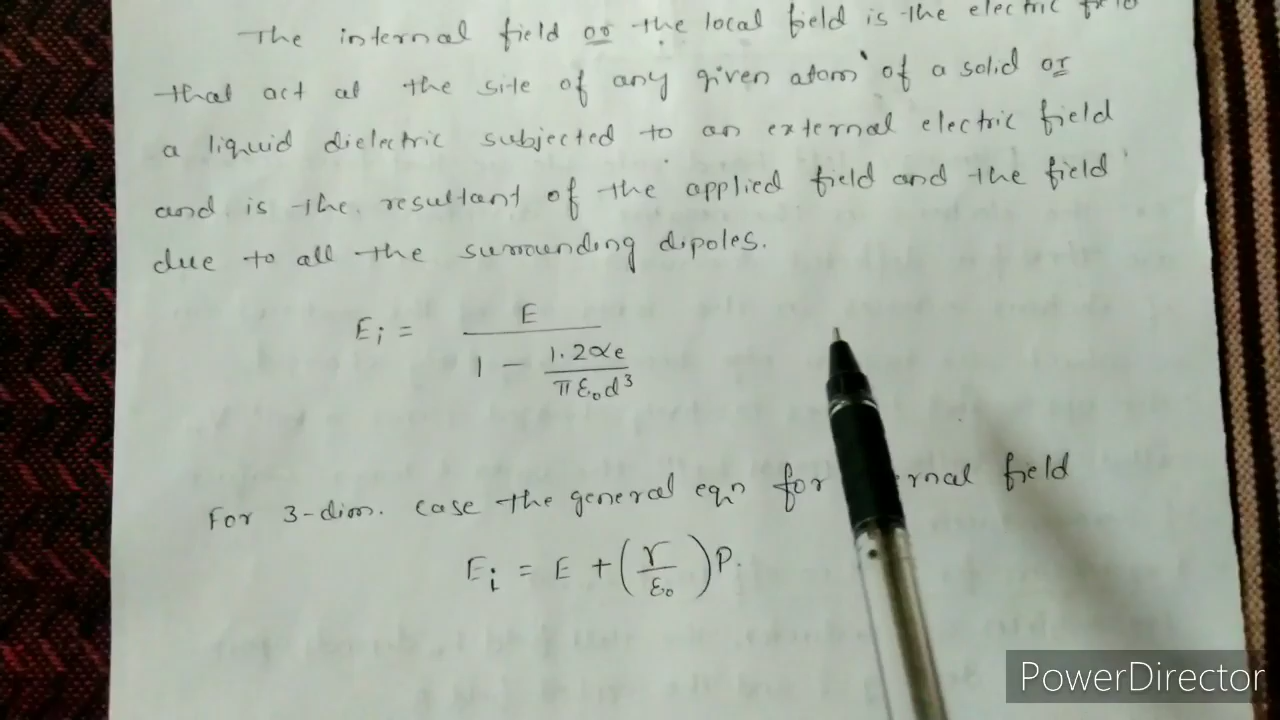 The internal field or the local field is the electric field
that act at the site of any given atom of a solid or
a liquid dielectric subjected to an external electric field
and is the resultant of the applied field and the field
due to all the surrounding dipoles.
Ei = E / (1 - 1.2αe / πε₀d³)
For 3-dim. case the general eqn for rnal field
Ei = E + (γ/ε₀) P.
PowerDirector